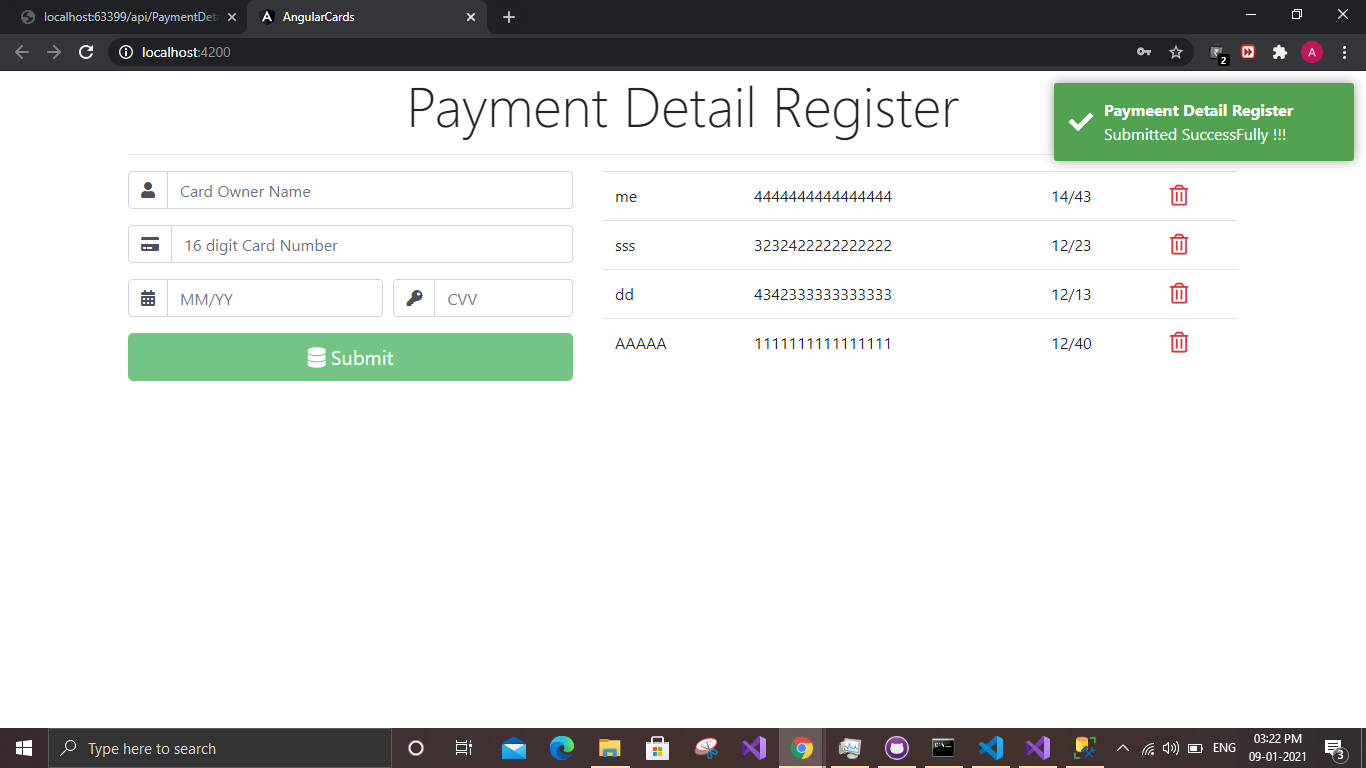 localhost:63399/api/PaymentDeta
AngularCards
localhost:4200
2
A
Payment Detail Register
Paymeent Detail Register
Submitted SuccessFully !!!
Card Owner Name
16 digit Card Number
MM/YY CVV
Submit
me 4444444444444444 14/43
sss 3232422222222222 12/23
dd 4342333333333333 12/13
AAAAA 1111111111111111 12/40
Type here to search
ENG
03:22 PM
09-01-2021
3